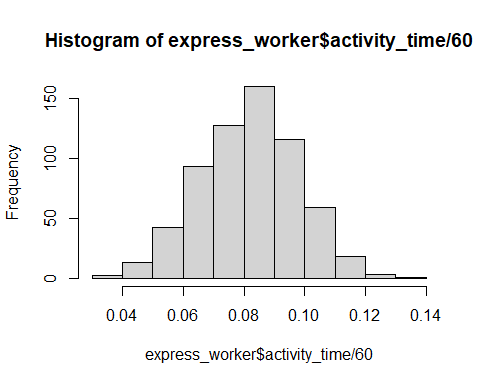 Histogram of express_worker$activity_time/60
Frequency
150
100
50
0
0.04 0.06 0.08 0.10 0.12 0.14
express_worker$activity_time/60